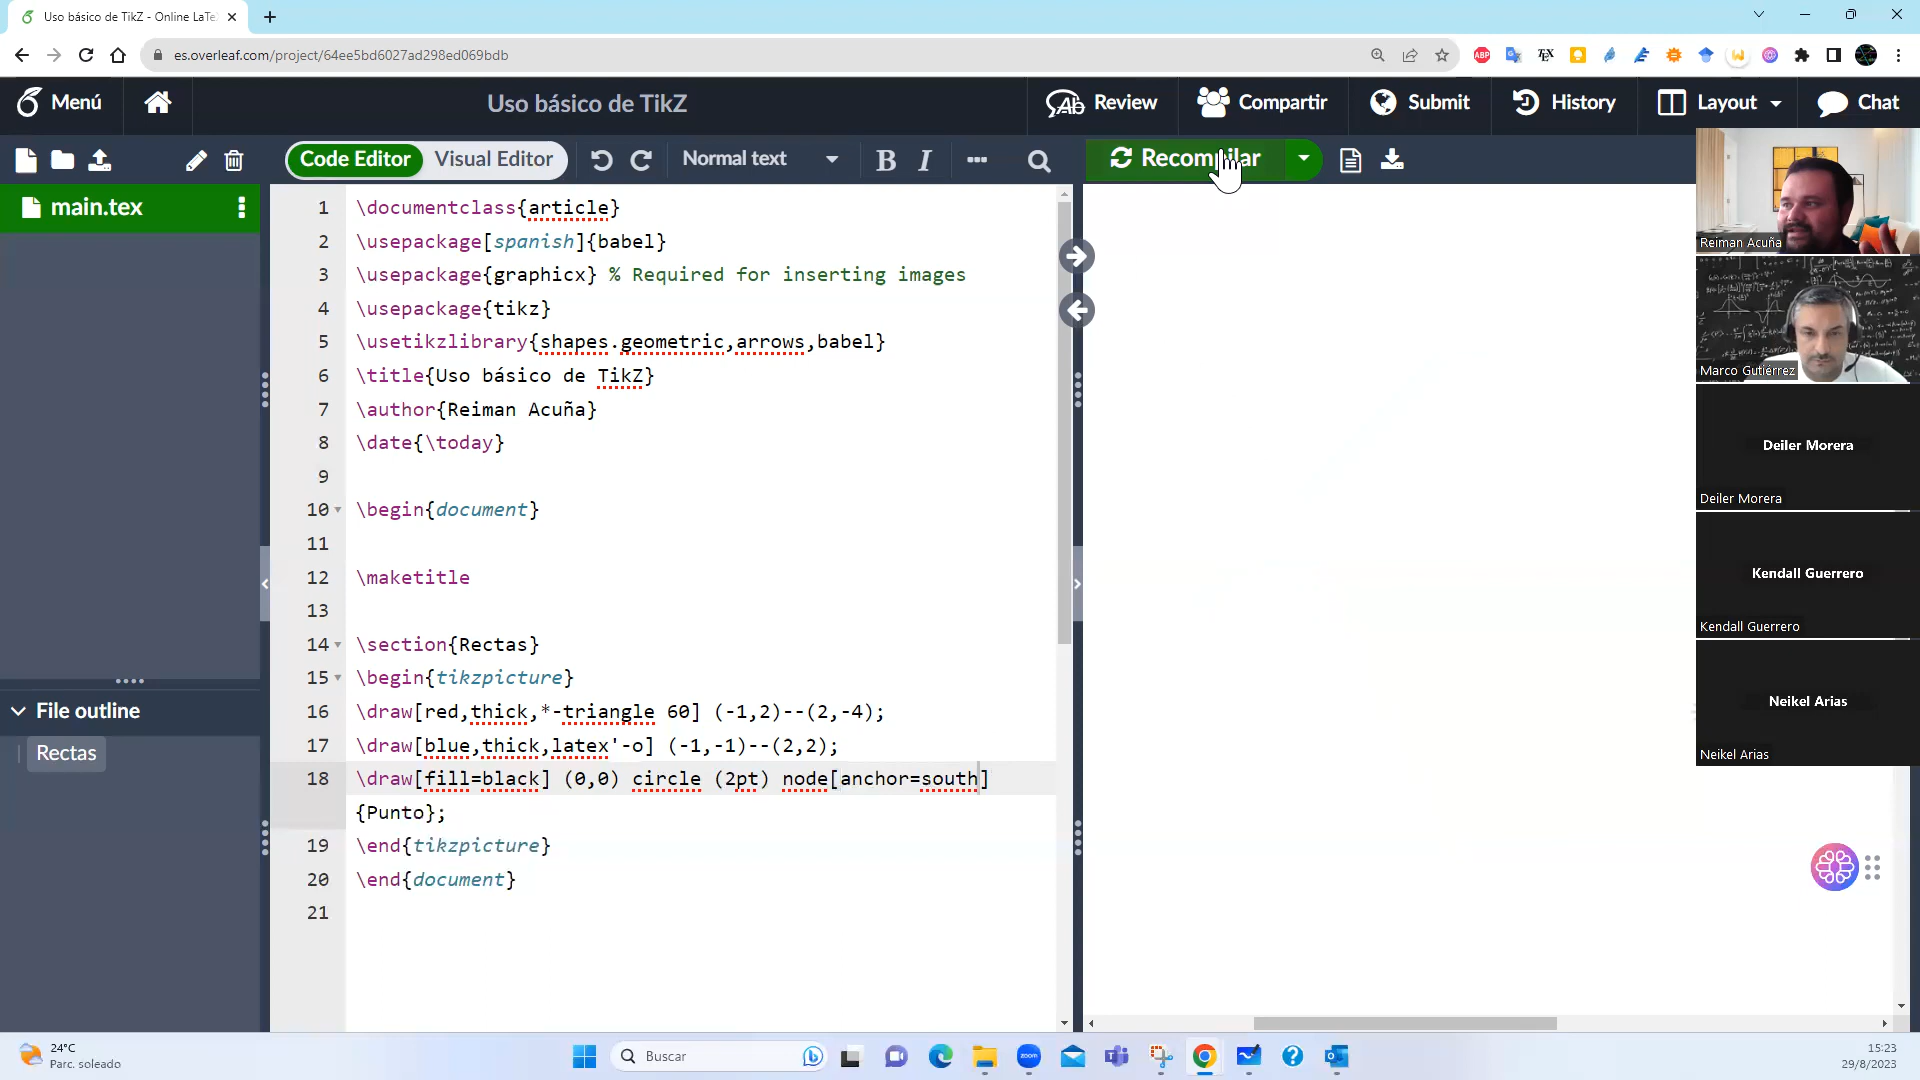 Uso básico de TikZ - Online LaTe
es.overleaf.com/project/64ee5bd6027ad298ed069bdb
ABP
TEX
Menú
Uso básico de TikZ
Review
Compartir
Submit
History
Layout
Chat
Code Editor
Visual Editor
Normal text
B
I
Recompilar
main.tex
1 \documentclass{article}
2 \usepackage[spanish]{babel}
3 \usepackage{graphicx} % Required for inserting images
4 \usepackage{tikz}
5 \usetikzlibrary{shapes.geometric,arrows,babel}
6 \title{Uso básico de TikZ}
7 \author{Reiman Acuña}
8 \date{\today}
9
10 \begin{document}
11
12 \maketitle
13
14 \section{Rectas}
15 \begin{tikzpicture}
16 \draw[red,thick,*-triangle 60] (-1,2)--(2,-4);
17 \draw[blue,thick,latex'-o] (-1,-1)--(2,2);
18 \draw[fill=black] (0,0) circle (2pt) node[anchor=south]
{Punto};
19 \end{tikzpicture}
20 \end{document}
21
File outline
Rectas
Reiman Acuña
Marco Gutiérrez
Deiler Morera
Deiler Morera
Kendall Guerrero
Kendall Guerrero
Neikel Arias
Neikel Arias
24°C
Parc. soleado
Buscar
zoom
15:23
29/8/2023